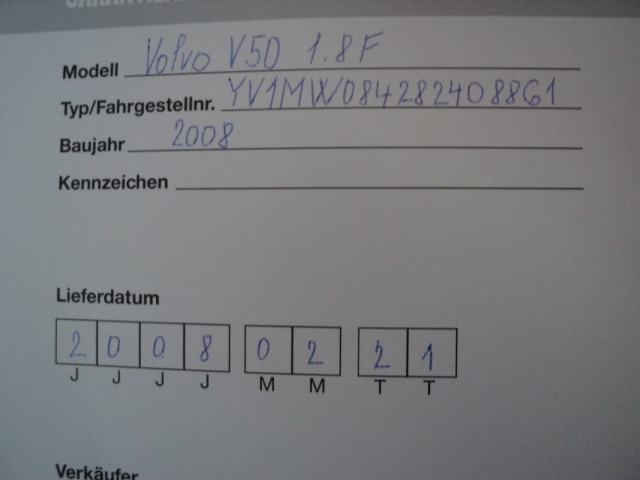 Modell Volvo V50 1.8F
Typ/Fahrgestellnr. YV1MW084282408861
Baujahr 2008
Kennzeichen
Lieferdatum
2 0 0 8 0 2 2 1
J J J J M M T T
Verkäufer